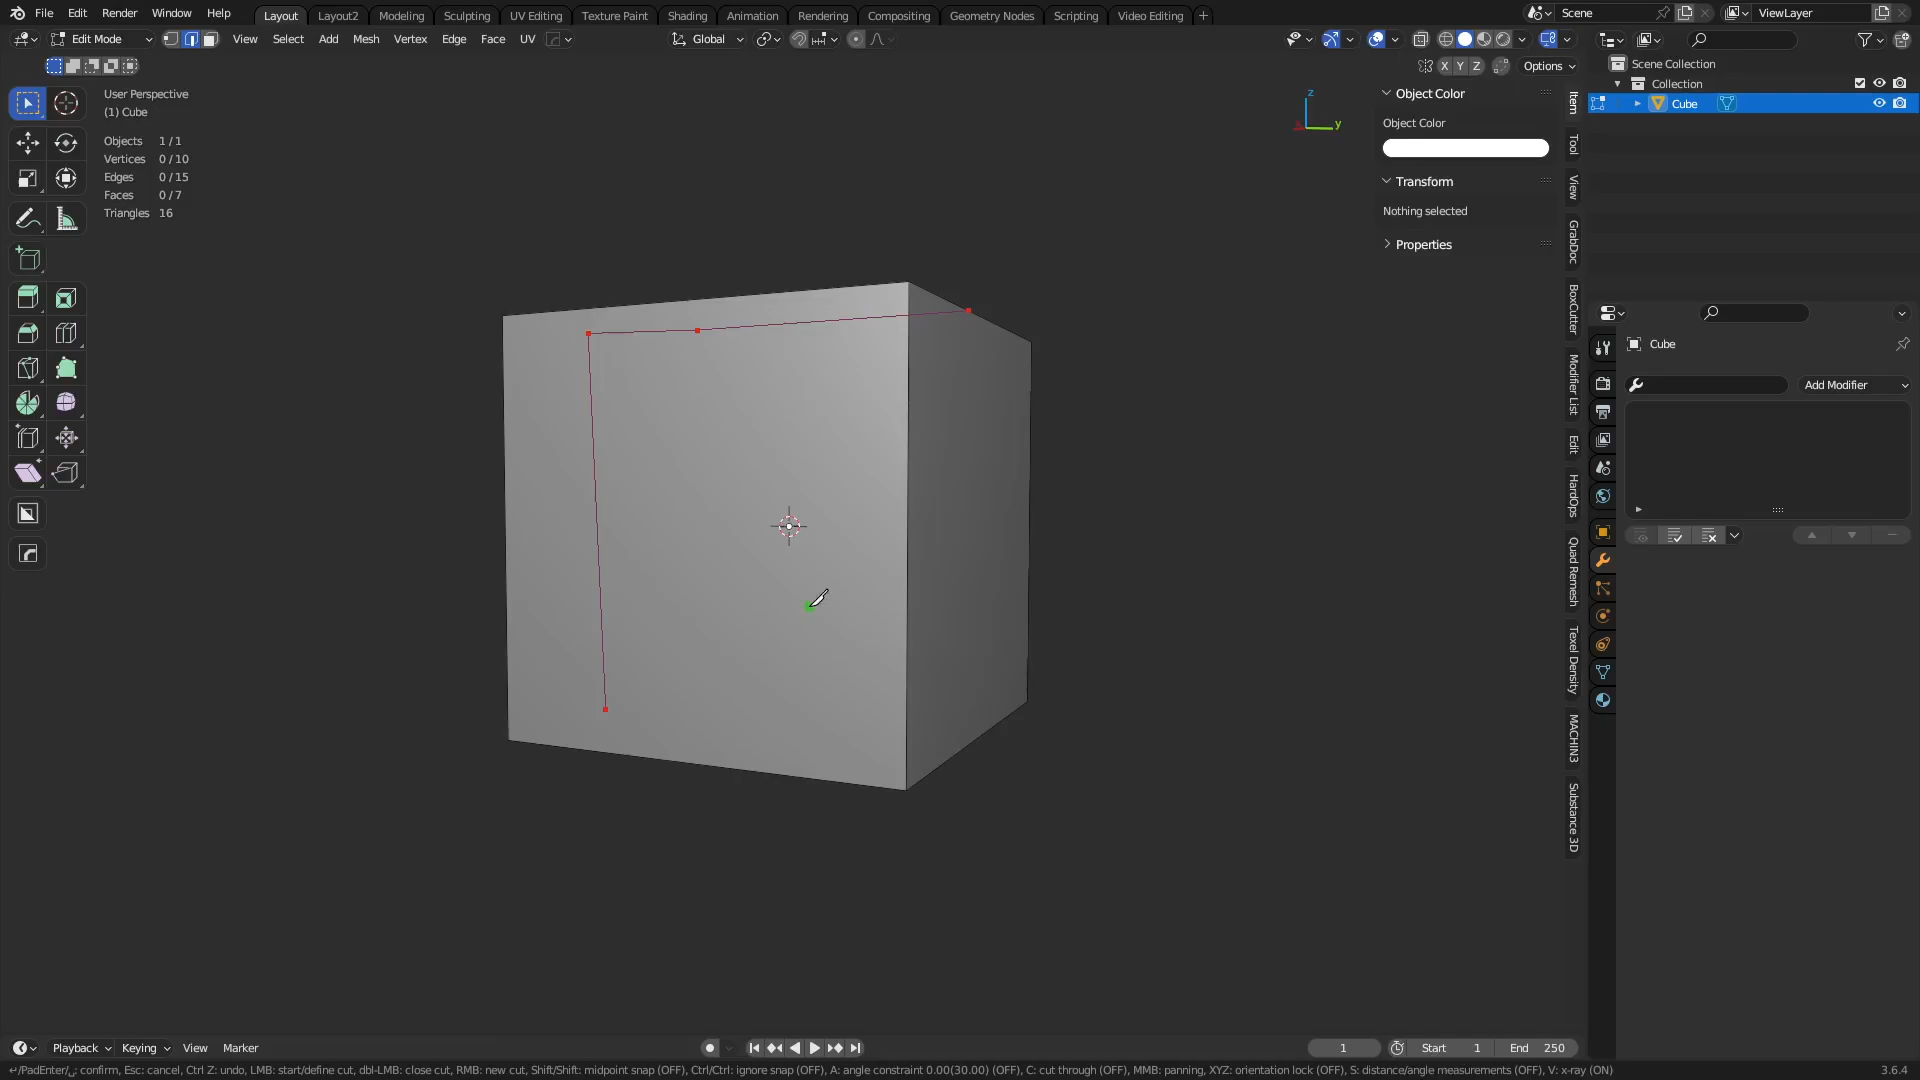 File Edit Render Window Help Layout Layout2 Modeling Sculpting UV Editing Texture Paint Shading Animation Rendering Compositing Geometry Nodes Scripting Video Editing + Scene ViewLayer
Edit Mode View Select Add Mesh Vertex Edge Face UV Global
X Y Z Options
User Perspective
(1) Cube
Objects 1 / 1
Vertices 0 / 10
Edges 0 / 15
Faces 0 / 7
Triangles 16
z
y
Object Color
Object Color
Transform
Nothing selected
Properties
Item
Tool
View
GrabDoc
BoxCutter
Modifier List
Edit
HardOps
Quad Remesh
Texel Density
MACHIN3
Substance 3D
Scene Collection
Collection
Cube
Cube
Add Modifier
Playback Keying View Marker 1 Start 1 End 250
↵/PadEnter/␣: confirm, Esc: cancel, Ctrl Z: undo, LMB: start/define cut, dbl-LMB: close cut, RMB: new cut, Shift/Shift: midpoint snap (OFF), Ctrl/Ctrl: ignore snap (OFF), A: angle constraint 0.00(30.00) (OFF), C: cut through (OFF), MMB: panning, XYZ: orientation lock (OFF), S: distance/angle measurements (OFF), V: x-ray (ON) 3.6.4